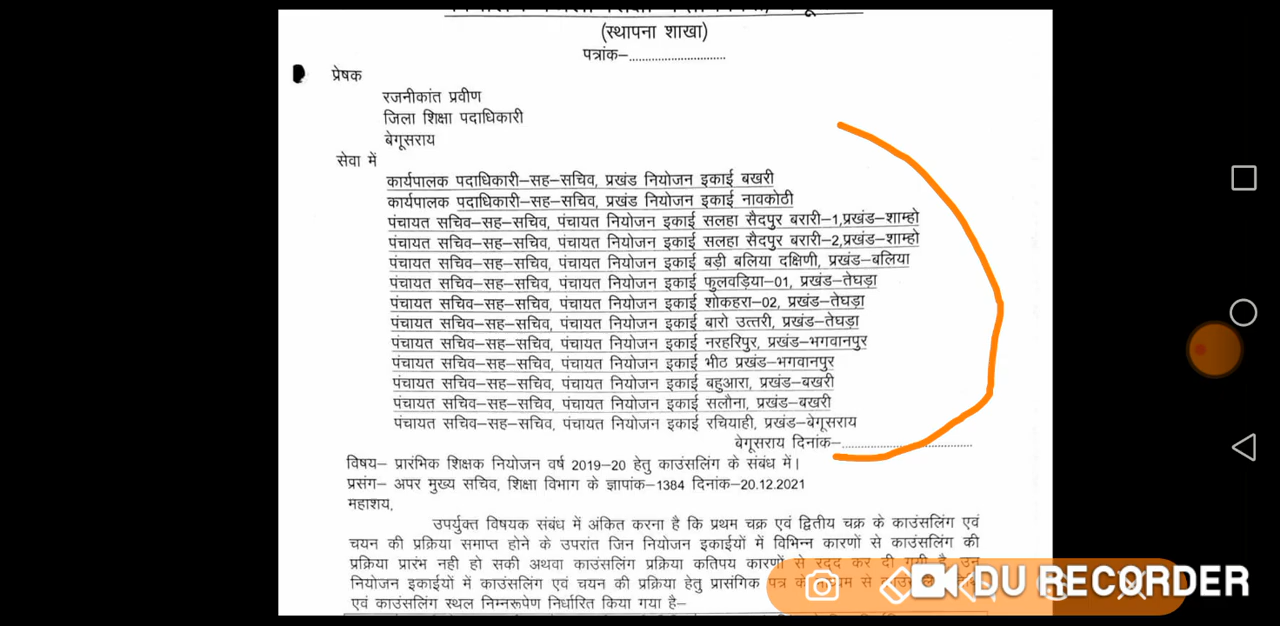 (स्थापना शाखा)
पत्रांक–..............................
प्रेषक
रजनीकांत प्रवीण
जिला शिक्षा पदाधिकारी
बेगूसराय
सेवा में
कार्यपालक पदाधिकारी–सह–सचिव, प्रखंड नियोजन इकाई बखरी
कार्यपालक पदाधिकारी–सह–सचिव, प्रखंड नियोजन इकाई नावकोठी
पंचायत सचिव–सह–सचिव, पंचायत नियोजन इकाई सलहा सैदपुर बरारी–1,प्रखंड–शाम्हो
पंचायत सचिव–सह–सचिव, पंचायत नियोजन इकाई सलहा सैदपुर बरारी–2,प्रखंड–शाम्हो
पंचायत सचिव–सह–सचिव, पंचायत नियोजन इकाई बड़ी बलिया दक्षिणी, प्रखंड–बलिया
पंचायत सचिव–सह–सचिव, पंचायत नियोजन इकाई फुलवड़िया–01, प्रखंड–तेघड़ा
पंचायत सचिव–सह–सचिव, पंचायत नियोजन इकाई शोकहरा–02, प्रखंड–तेघड़ा
पंचायत सचिव–सह–सचिव, पंचायत नियोजन इकाई बारो उत्तरी, प्रखंड–तेघड़ा
पंचायत सचिव–सह–सचिव, पंचायत नियोजन इकाई नरहरिपुर, प्रखंड–भगवानपुर
पंचायत सचिव–सह–सचिव, पंचायत नियोजन इकाई भीठ प्रखंड–भगवानपुर
पंचायत सचिव–सह–सचिव, पंचायत नियोजन इकाई बहुआरा, प्रखंड–बखरी
पंचायत सचिव–सह–सचिव, पंचायत नियोजन इकाई सलौना, प्रखंड–बखरी
पंचायत सचिव–सह–सचिव, पंचायत नियोजन इकाई रचियाही, प्रखंड–बेगूसराय
बेगूसराय दिनांक–..............................
विषय– प्रारंभिक शिक्षक नियोजन वर्ष 2019–20 हेतु काउंसलिंग के संबंध में।
प्रसंग– अपर मुख्य सचिव, शिक्षा विभाग के ज्ञापांक–1384 दिनांक–20.12.2021
महाशय,
उपर्युक्त विषयक संबंध में अंकित करना है कि प्रथम चक्र एवं द्वितीय चक्र के काउंसलिंग एवं
चयन की प्रक्रिया समाप्त होने के उपरांत जिन नियोजन इकाईयों में विभिन्न कारणों से काउंसलिंग की
प्रक्रिया प्रारंभ नही हो सकी अथवा काउंसलिंग प्रक्रिया कतिपय कारणों से रदद कर दी गयी है, उन
नियोजन इकाईयों में काउंसलिंग एवं चयन की प्रक्रिया हेतु प्रासंगिक पत्र के
एवं काउंसलिंग स्थल निम्नरूपेण निर्धारित किया गया है–
DU RECORDER